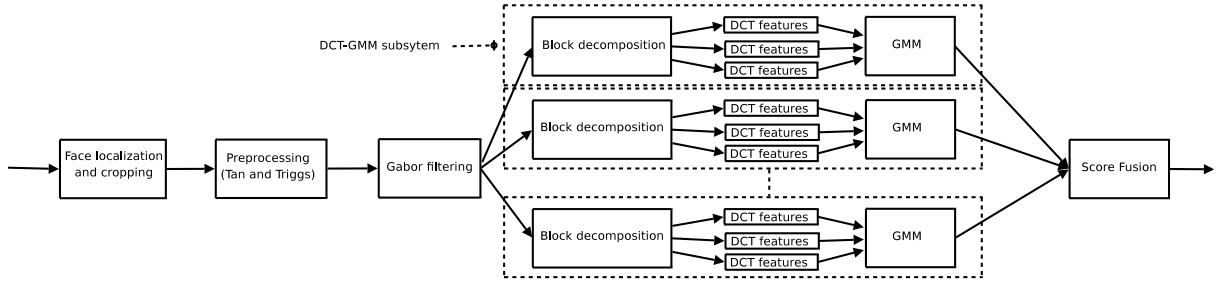 DCT-GMM subsytem
Face localization
and cropping
Preprocessing
(Tan and Triggs)
Gabor filtering
Block decomposition
DCT features
DCT features
DCT features
GMM
Block decomposition
DCT features
DCT features
DCT features
GMM
Block decomposition
DCT features
DCT features
DCT features
GMM
Score Fusion